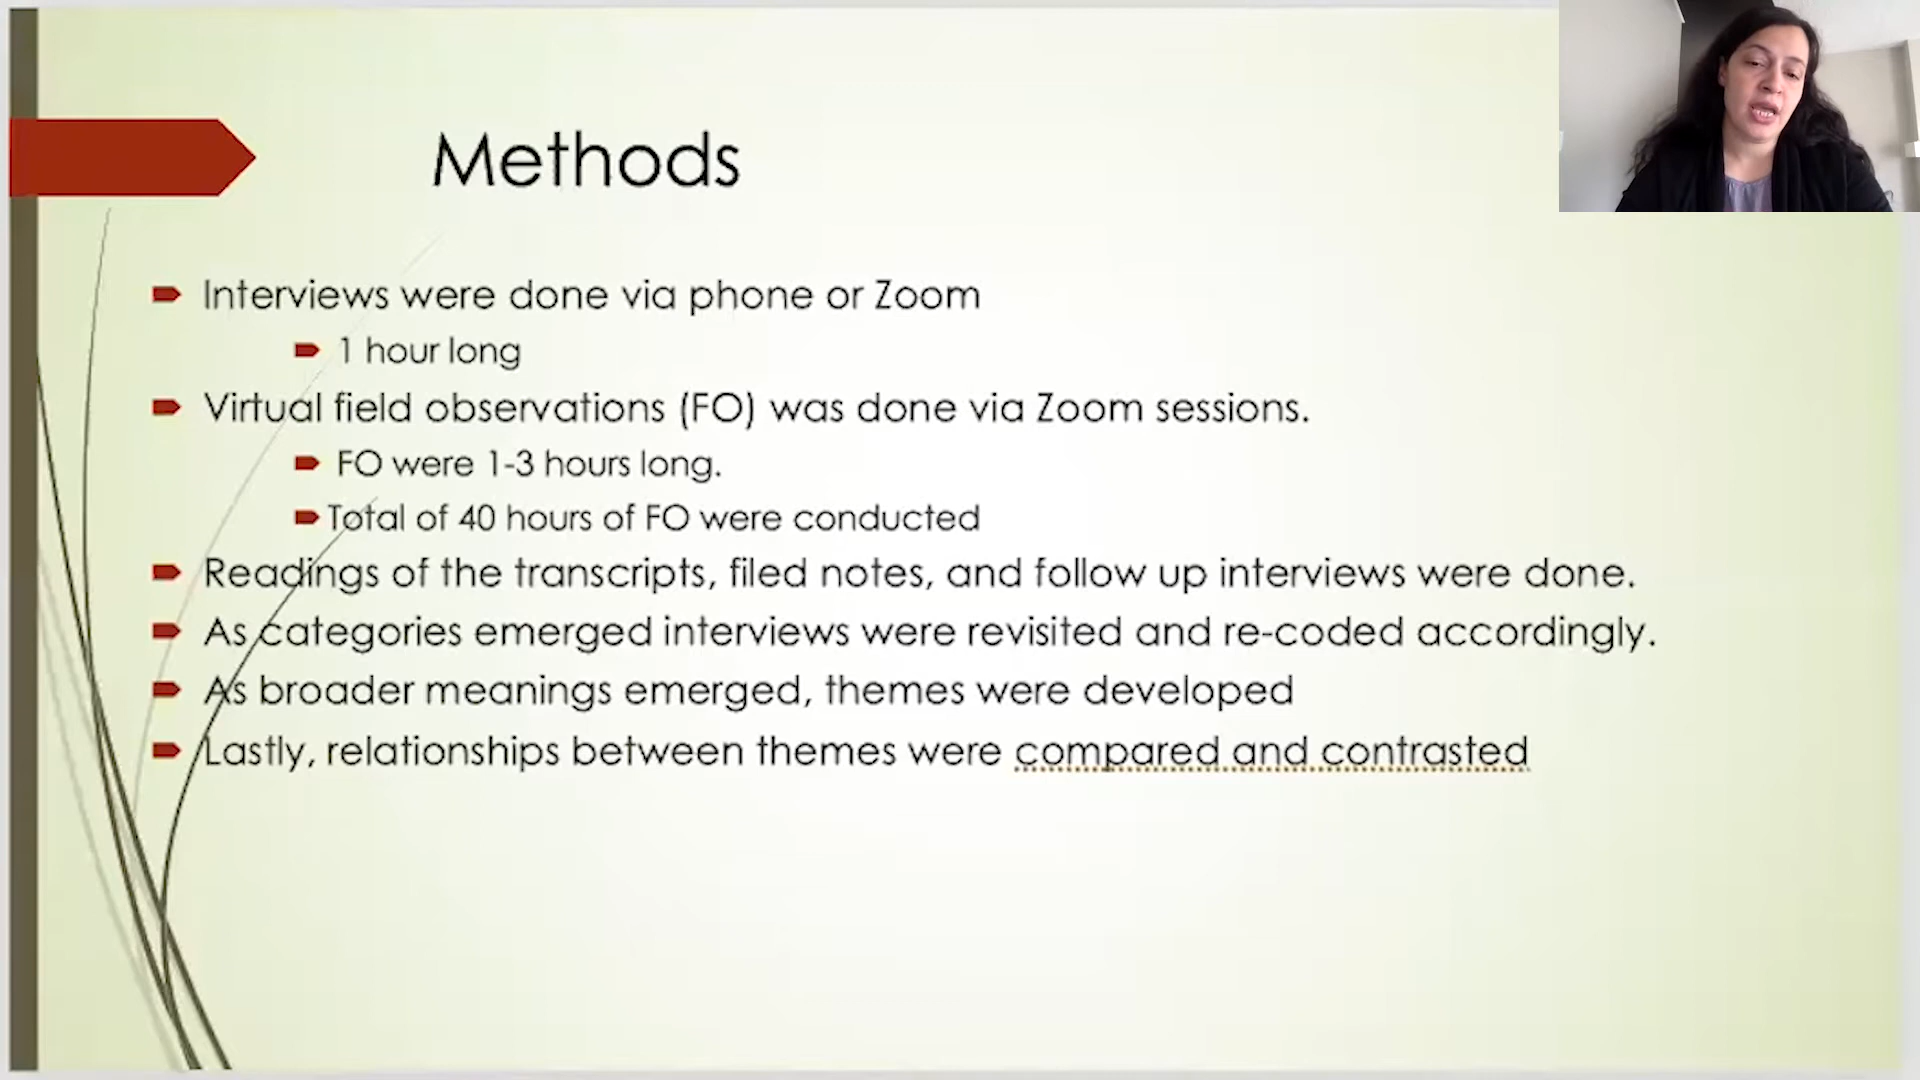 Methods
Interviews were done via phone or Zoom
1 hour long
Virtual field observations (FO) was done via Zoom sessions.
FO were 1-3 hours long.
Total of 40 hours of FO were conducted
Readings of the transcripts, filed notes, and follow up interviews were done.
As categories emerged interviews were revisited and re-coded accordingly.
As broader meanings emerged, themes were developed
Lastly, relationships between themes were compared and contrasted